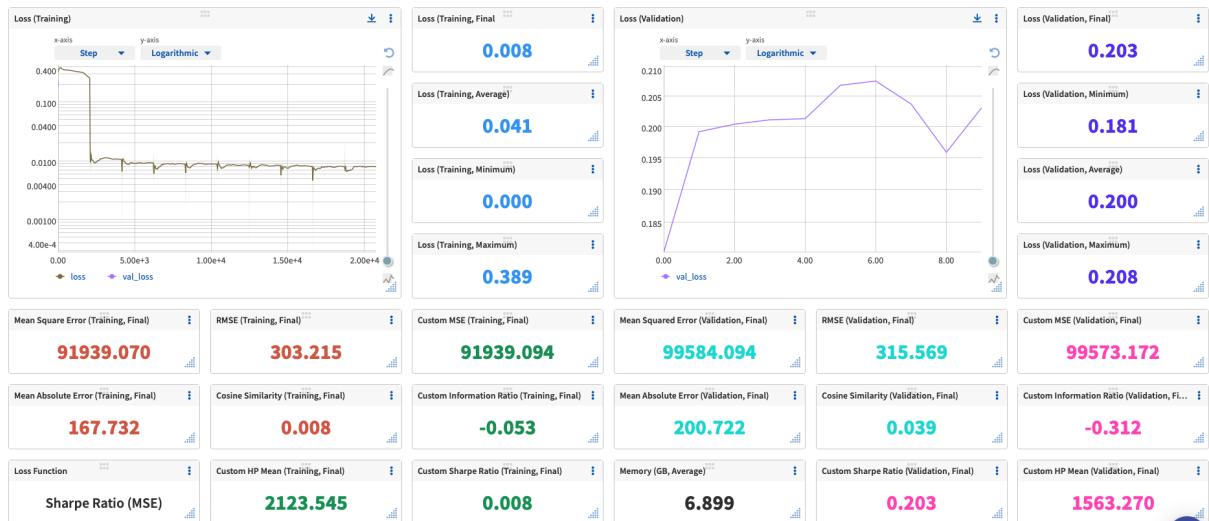 Loss (Training)
x-axis
y-axis
Step
Logarithmic
0.400
0.100
0.0400
0.0100
0.00400
0.00100
4.00e-4
0.00
5.00e+3
1.00e+4
1.50e+4
2.00e+4
loss
val_loss
Loss (Training, Final
0.008
Loss (Training, Average)
0.041
Loss (Training, Minimum)
0.000
Loss (Training, Maximum)
0.389
Loss (Validation)
x-axis
y-axis
Step
Logarithmic
0.210
0.205
0.200
0.195
0.190
0.185
0.00
2.00
4.00
6.00
8.00
val_loss
Loss (Validation, Final)
0.203
Loss (Validation, Minimum)
0.181
Loss (Validation, Average)
0.200
Loss (Validation, Maximum)
0.208
Mean Square Error (Training, Final)
91939.070
RMSE (Training, Final)
303.215
Custom MSE (Training, Final)
91939.094
Mean Squared Error (Validation, Final)
99584.094
RMSE (Validation, Final)
315.569
Custom MSE (Validation, Final)
99573.172
Mean Absolute Error (Training, Final)
167.732
Cosine Similarity (Training, Final)
0.008
Custom Information Ratio (Training, Final)
-0.053
Mean Absolute Error (Validation, Final)
200.722
Cosine Similarity (Validation, Final)
0.039
Custom Information Ratio (Validation, Fi...
-0.312
Loss Function
Sharpe Ratio (MSE)
Custom HP Mean (Training, Final)
2123.545
Custom Sharpe Ratio (Training, Final)
0.008
Memory (GB, Average)
6.899
Custom Sharpe Ratio (Validation, Final)
0.203
Custom HP Mean (Validation, Final)
1563.270